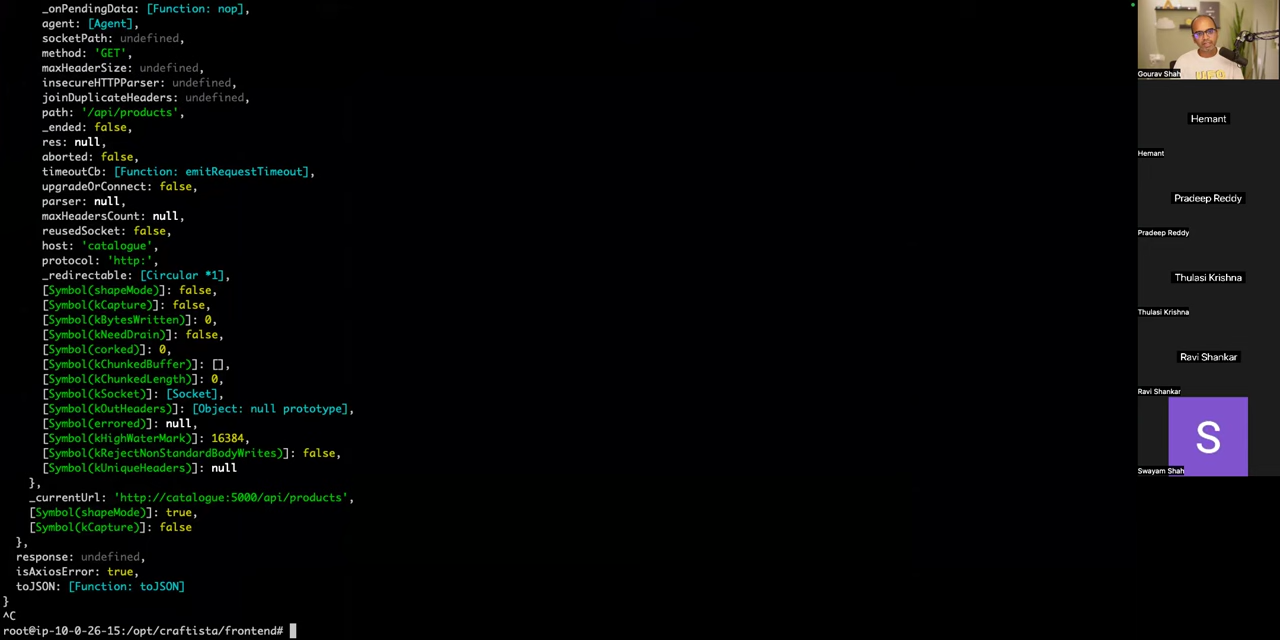 _onPendingData: [Function: nop],
agent: [Agent],
socketPath: undefined,
method: 'GET',
maxHeaderSize: undefined,
insecureHTTPParser: undefined,
joinDuplicateHeaders: undefined,
path: '/api/products',
_ended: false,
res: null,
aborted: false,
timeoutCb: [Function: emitRequestTimeout],
upgradeOrConnect: false,
parser: null,
maxHeadersCount: null,
reusedSocket: false,
host: 'catalogue',
protocol: 'http:',
_redirectable: [Circular *1],
[Symbol(shapeMode)]: false,
[Symbol(kCapture)]: false,
[Symbol(kBytesWritten)]: 0,
[Symbol(kNeedDrain)]: false,
[Symbol(corked)]: 0,
[Symbol(kChunkedBuffer)]: [],
[Symbol(kChunkedLength)]: 0,
[Symbol(kSocket)]: [Socket],
[Symbol(kOutHeaders)]: [Object: null prototype],
[Symbol(errored)]: null,
[Symbol(kHighWaterMark)]: 16384,
[Symbol(kRejectNonStandardBodyWrites)]: false,
[Symbol(kUniqueHeaders)]: null
},
_currentUrl: 'http://catalogue:5000/api/products',
[Symbol(shapeMode)]: true,
[Symbol(kCapture)]: false
},
response: undefined,
isAxiosError: true,
toJSON: [Function: toJSON]
}
^C
root@ip-10-0-26-15:/opt/craftista/frontend#
Gourav Shah
Hemant
Hemant
Pradeep Reddy
Pradeep Reddy
Thulasi Krishna
Thulasi Krishna
Ravi Shankar
Ravi Shankar
S
Swayam Shah